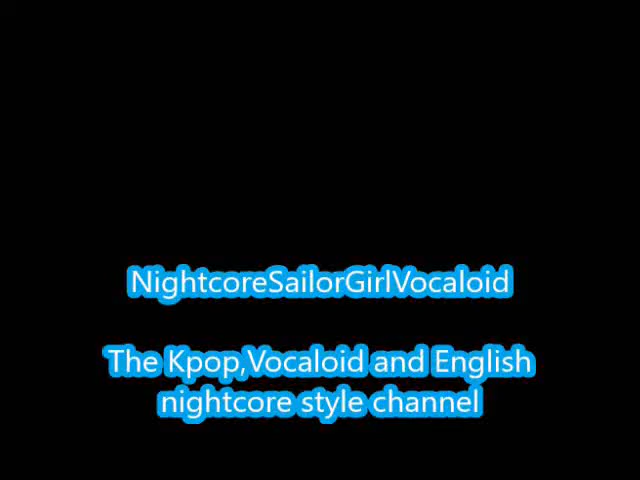 NightcoreSailorGirlVocaloid
The Kpop,Vocaloid and English
nightcore style channel